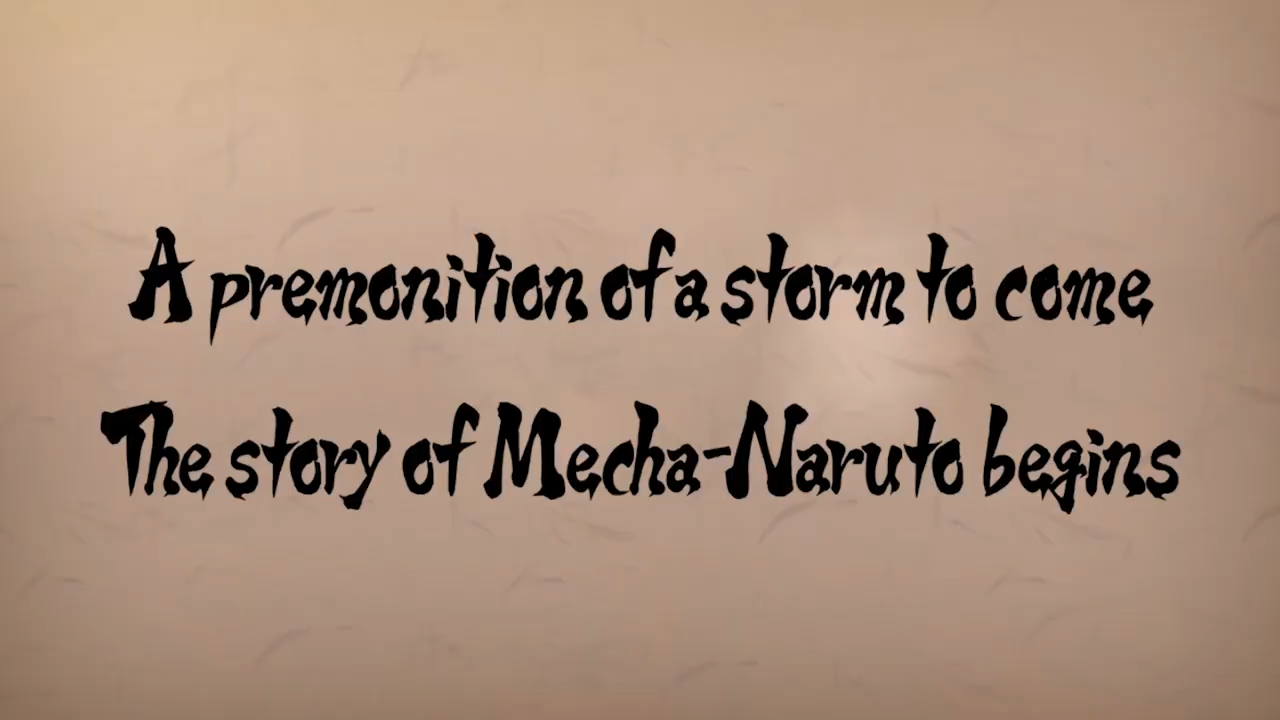 A premonition of a storm to come
The story of Mecha-Naruto begins